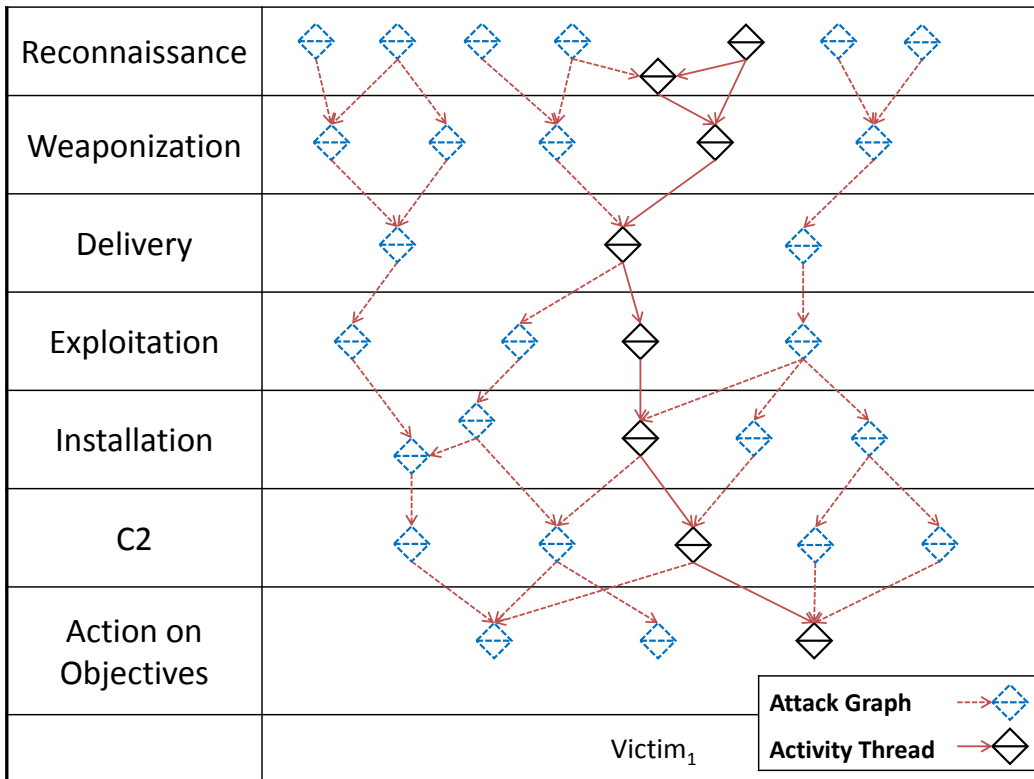 Reconnaissance
Weaponization
Delivery
Exploitation
Installation
C2
Action on
Objectives
Attack Graph
Activity Thread
Victim₁